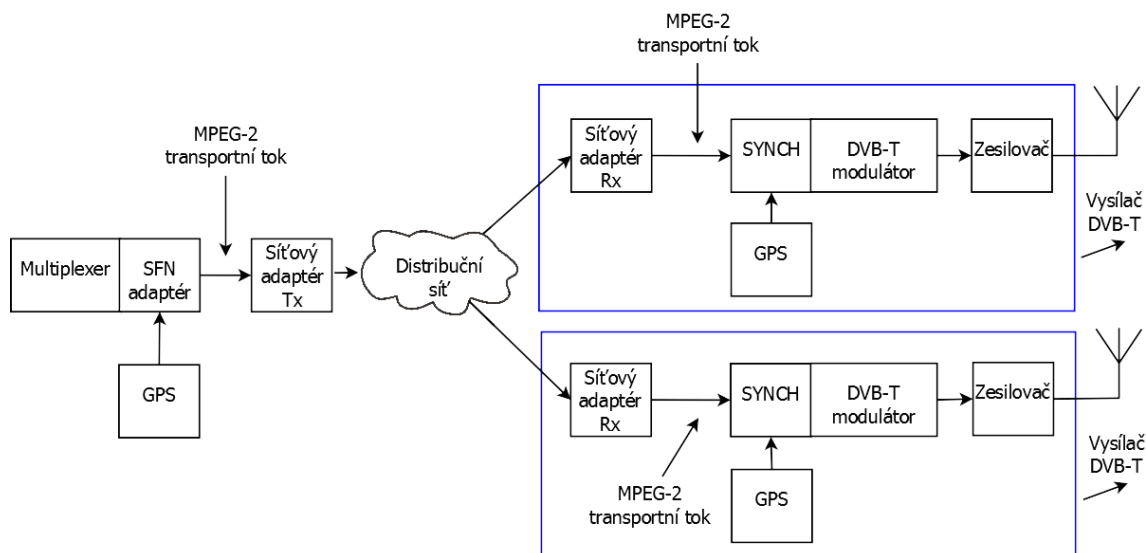 MPEG-2
transportní tok
Multiplexer
SFN
adaptér
GPS
Síťový
adaptér
Tx
Distribuční
síť
MPEG-2
transportní tok
Síťový
adaptér
Rx
SYNCH
DVB-T
modulátor
Zesilovač
GPS
Vysílač
DVB-T
Síťový
adaptér
Rx
SYNCH
DVB-T
modulátor
Zesilovač
GPS
MPEG-2
transportní tok
Vysílač
DVB-T